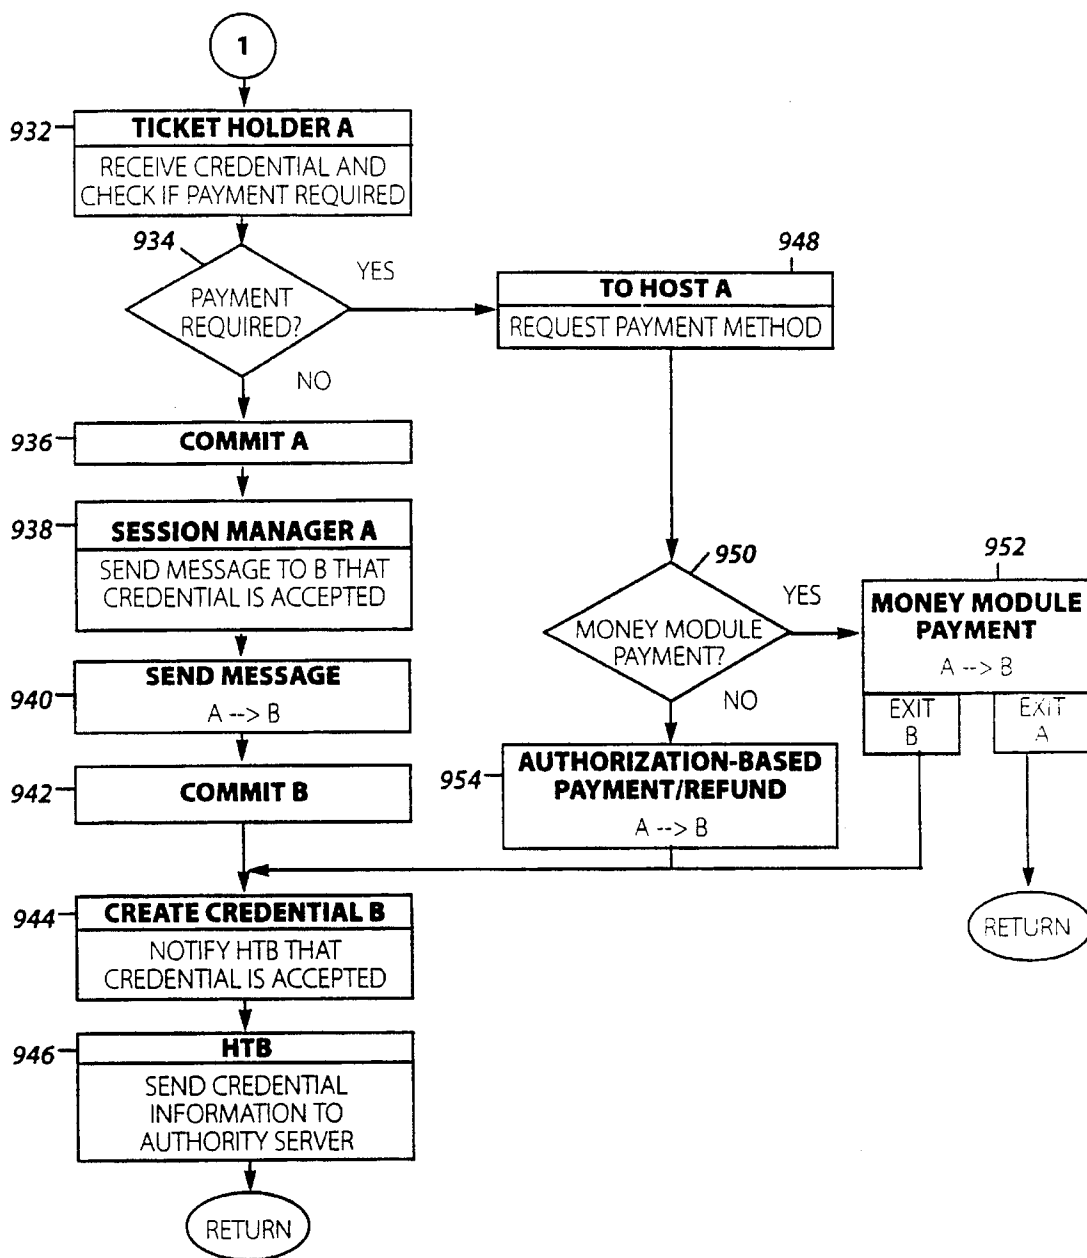 1
932
TICKET HOLDER A
RECEIVE CREDENTIAL AND
CHECK IF PAYMENT REQUIRED
934
PAYMENT
REQUIRED?
YES
NO
948
TO HOST A
REQUEST PAYMENT METHOD
936
COMMIT A
938
SESSION MANAGER A
SEND MESSAGE TO B THAT
CREDENTIAL IS ACCEPTED
940
SEND MESSAGE
A --> B
942
COMMIT B
950
MONEY MODULE
PAYMENT?
YES
NO
952
MONEY MODULE
PAYMENT
A --> B
EXIT
B
EXIT
A
954
AUTHORIZATION-BASED
PAYMENT/REFUND
A --> B
RETURN
944
CREATE CREDENTIAL B
NOTIFY HTB THAT
CREDENTIAL IS ACCEPTED
946
HTB
SEND CREDENTIAL
INFORMATION TO
AUTHORITY SERVER
RETURN